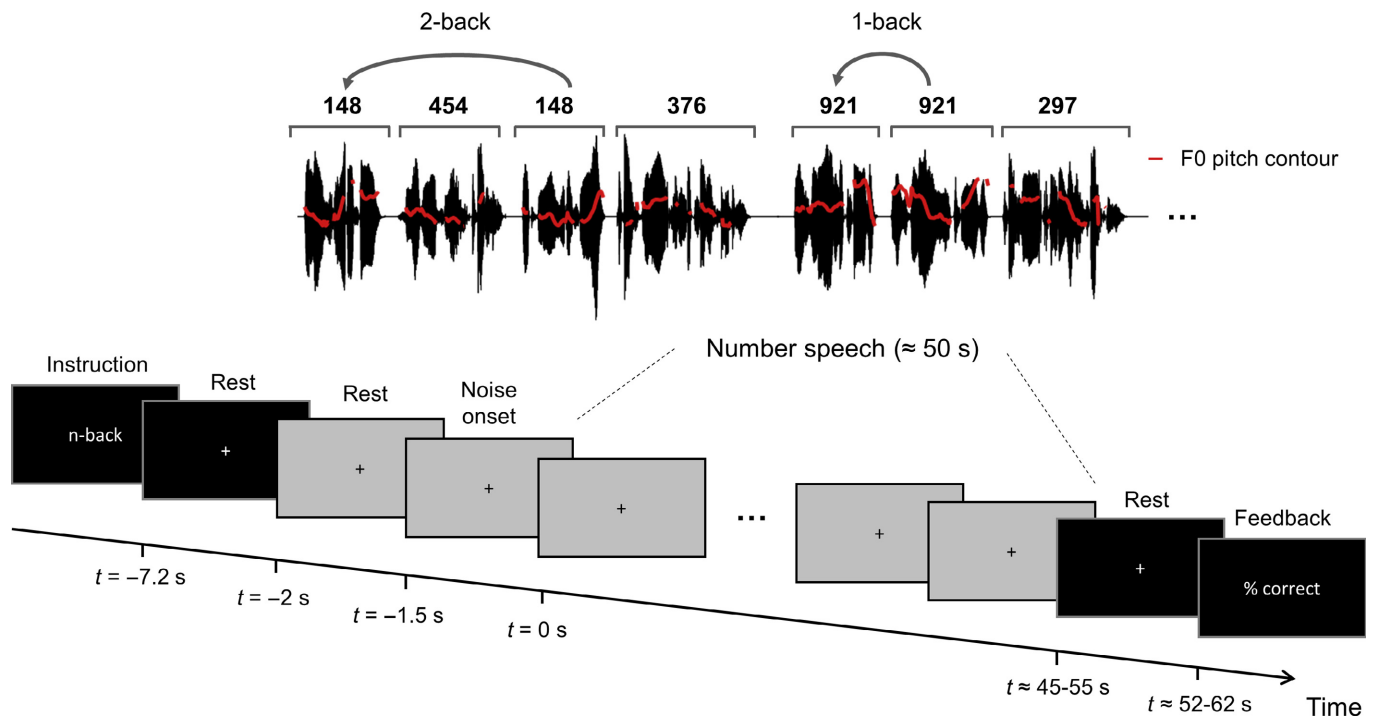 2-back
1-back
148 454 148 376 921 921 297
F0 pitch contour
...
Number speech (≈ 50 s)
Instruction
Rest
Rest
Noise
onset
Rest
Feedback
n-back
+
+
+
+
...
+
+
+
% correct
t = −7.2 s
t = −2 s
t = −1.5 s
t = 0 s
t ≈ 45-55 s
t ≈ 52-62 s
Time